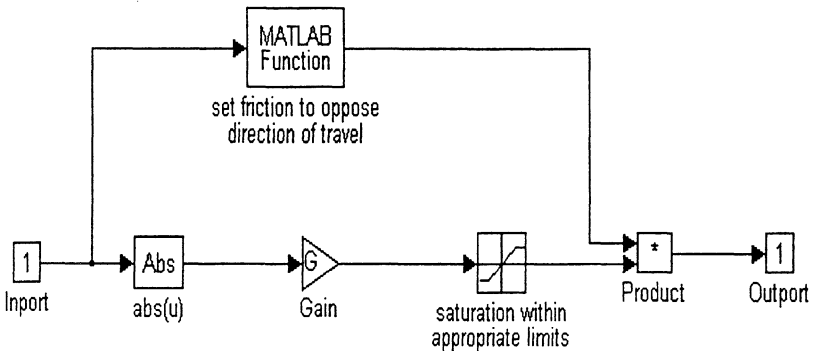 MATLAB
Function
set friction to oppose
direction of travel
1
Inport
Abs
abs(u)
G
Gain
saturation within
appropriate limits
*
Product
1
Outport